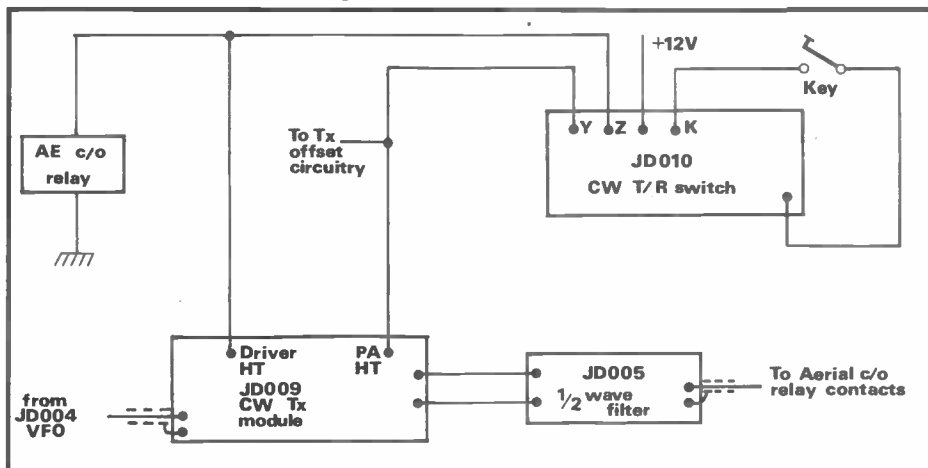 +12V
Key
Y Z K
JD010
CW T/R switch
AE c/o
relay
To Tx
offset
circuitry
Driver
HT
PA
HT
JD009
CW Tx
module
from
JD004
VFO
JD005
1/2 wave
filter
To Aerial c/o
relay contacts